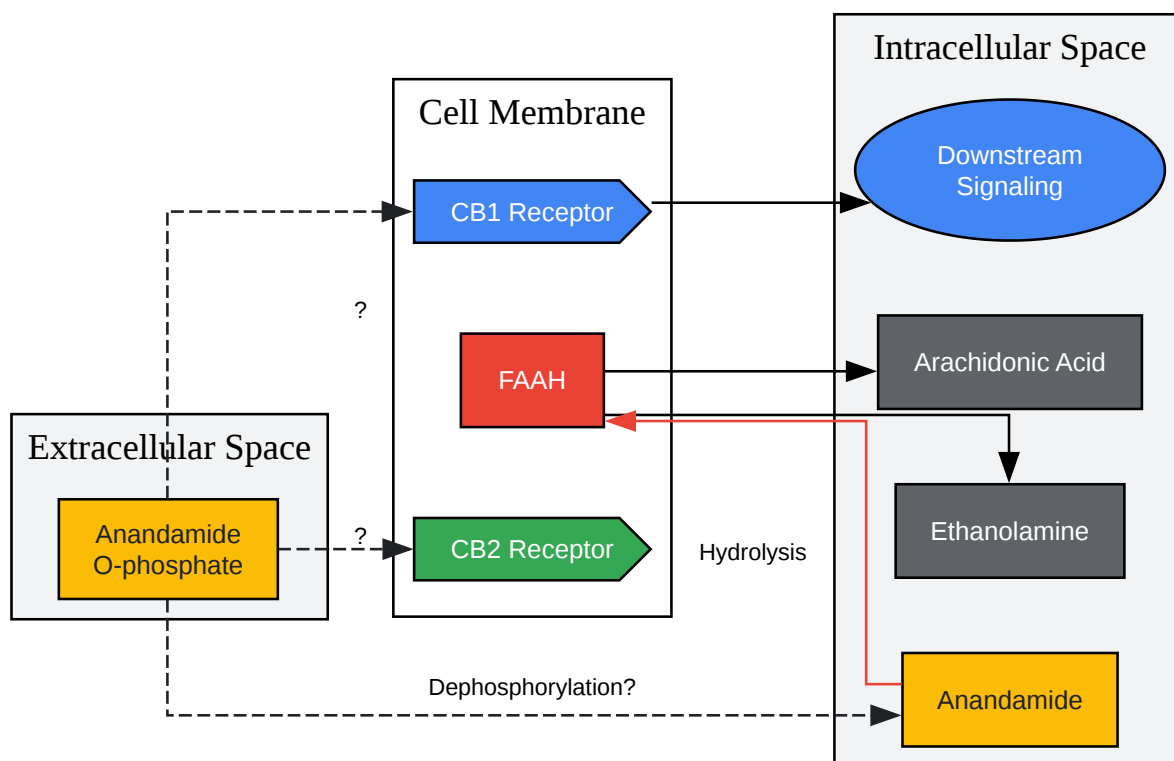 Intracellular Space
Cell Membrane
Downstream
Signaling
CB1 Receptor
?
FAAH
Arachidonic Acid
Extracellular Space
Anandamide
O-phosphate
?
CB2 Receptor
Hydrolysis
Ethanolamine
Dephosphorylation?
Anandamide